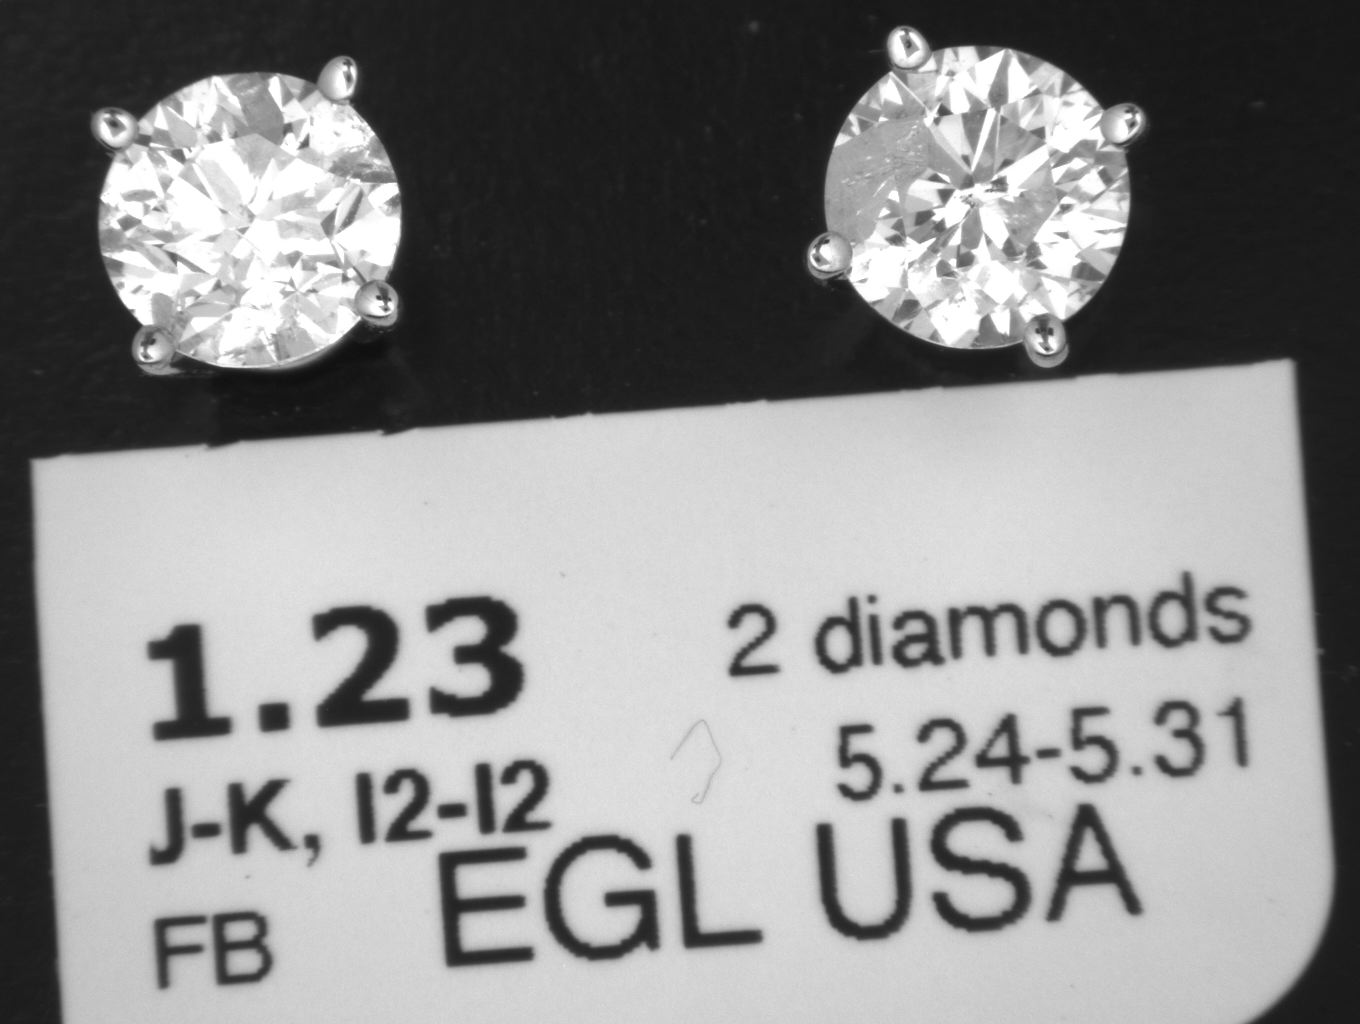 1.23
2 diamonds
5.24-5.31
J-K, I2-I2
EGL USA
FB